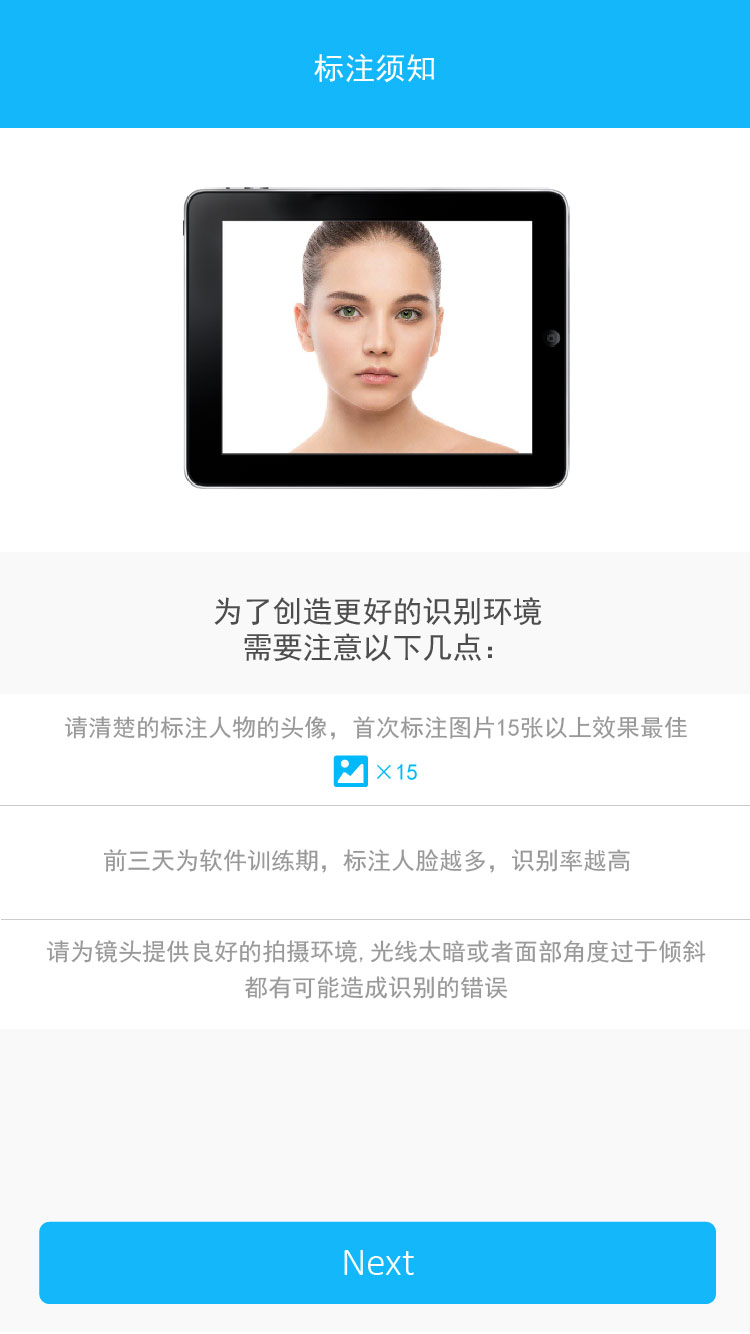 标注须知
为了创造更好的识别环境
需要注意以下几点：
请清楚的标注人物的头像，首次标注图片15张以上效果最佳
×15
前三天为软件训练期，标注人脸越多，识别率越高
请为镜头提供良好的拍摄环境,光线太暗或者面部角度过于倾斜
都有可能造成识别的错误
Next